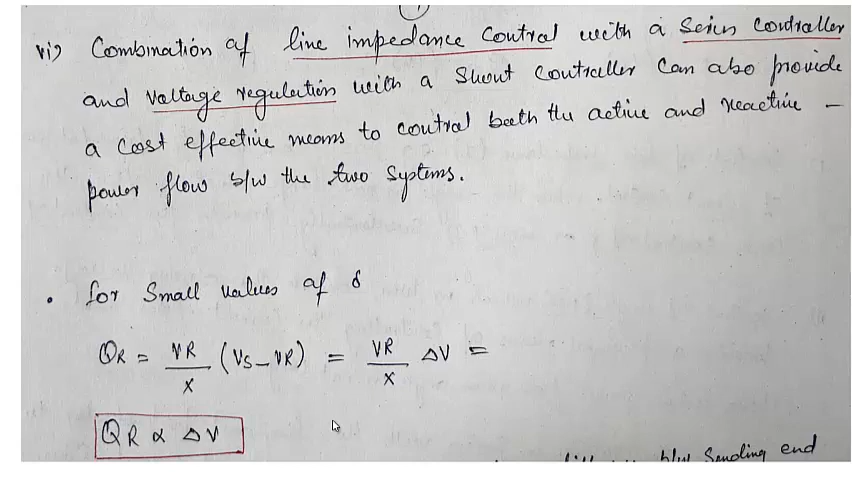 vi) Combination of line impedance control with a Series Controller
and voltage regulation with a Shunt Controller can also provide
a cost effective means to control both the active and reactive –
power flow b/w the two systems.
• for Small values of δ
QR = VR/X (VS – VR) = VR/X ΔV =
QR ∝ ΔV
b/w Sending end